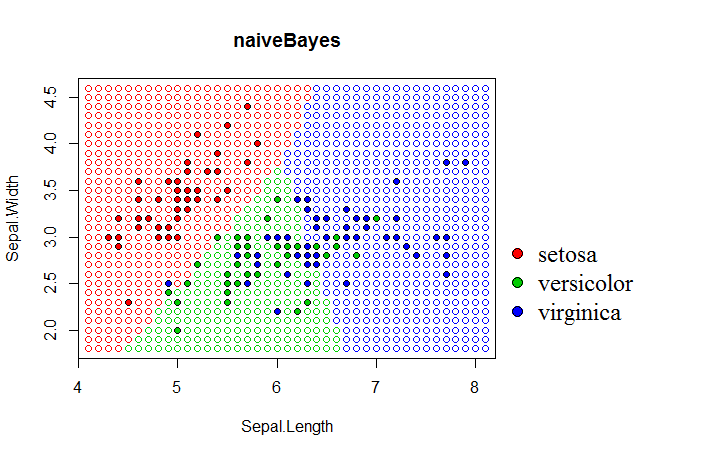 naiveBayes
Sepal.Width
4.5
4.0
3.5
3.0
2.5
2.0
4 5 6 7 8
Sepal.Length
setosa
versicolor
virginica